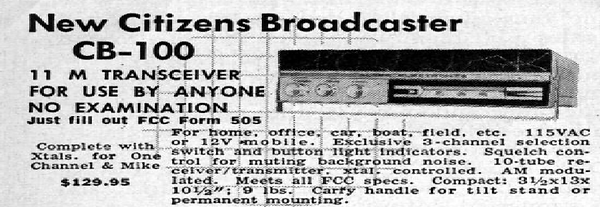 New Citizens Broadcaster
CB-100
11 M TRANSCEIVER
FOR USE BY ANYONE
NO EXAMINATION
Just fill out FCC Form 505
Complete with
Xtals. for One
Channel & Mike
$129.95
For home, office, car, boat, field, etc. 115VAC
or 12V mobile. Exclusive 3-channel selection
switch and button light indicators. Squelch con-
trol for muting background noise. 10-tube re-
ceiver/transmitter, xtal. controlled. AM modu-
lated. Meets all FCC specs. Compact: 3½x13x
10½"; 9 lbs. Carry handle for tilt stand or
permanent mounting.